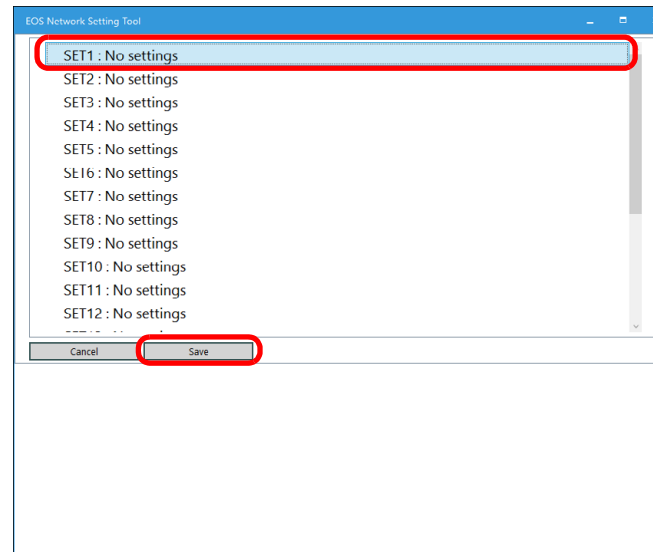 EOS Network Setting Tool
SET1 : No settings
SET2 : No settings
SET3 : No settings
SET4 : No settings
SET5 : No settings
SET6 : No settings
SET7 : No settings
SET8 : No settings
SET9 : No settings
SET10 : No settings
SET11 : No settings
SET12 : No settings
Cancel Save